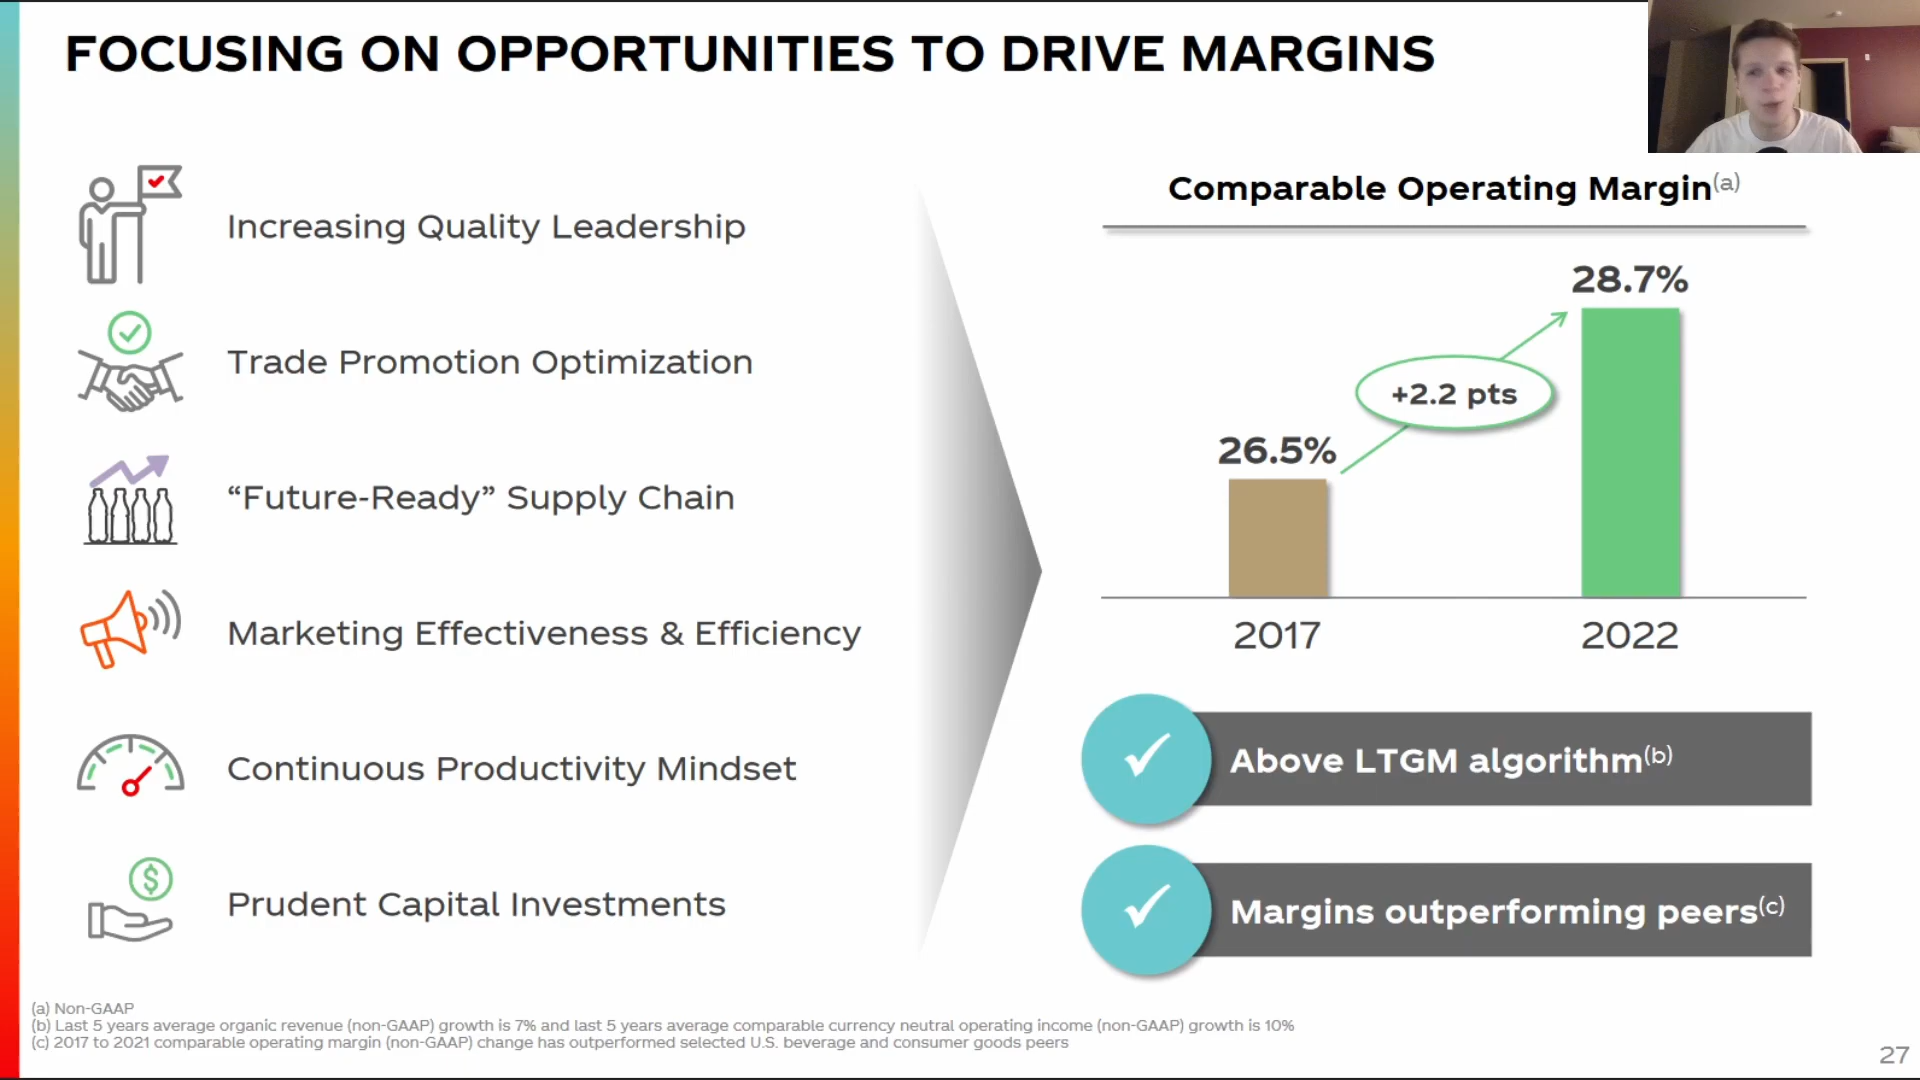 FOCUSING ON OPPORTUNITIES TO DRIVE MARGINS
Increasing Quality Leadership
Trade Promotion Optimization
“Future-Ready” Supply Chain
Marketing Effectiveness & Efficiency
Continuous Productivity Mindset
Prudent Capital Investments
Comparable Operating Margin(a)
28.7%
+2.2 pts
26.5%
2017
2022
Above LTGM algorithm(b)
Margins outperforming peers(c)
(a) Non-GAAP
(b) Last 5 years average organic revenue (non-GAAP) growth is 7% and last 5 years average comparable currency neutral operating income (non-GAAP) growth is 10%
(c) 2017 to 2021 comparable operating margin (non-GAAP) change has outperformed selected U.S. beverage and consumer goods peers
27